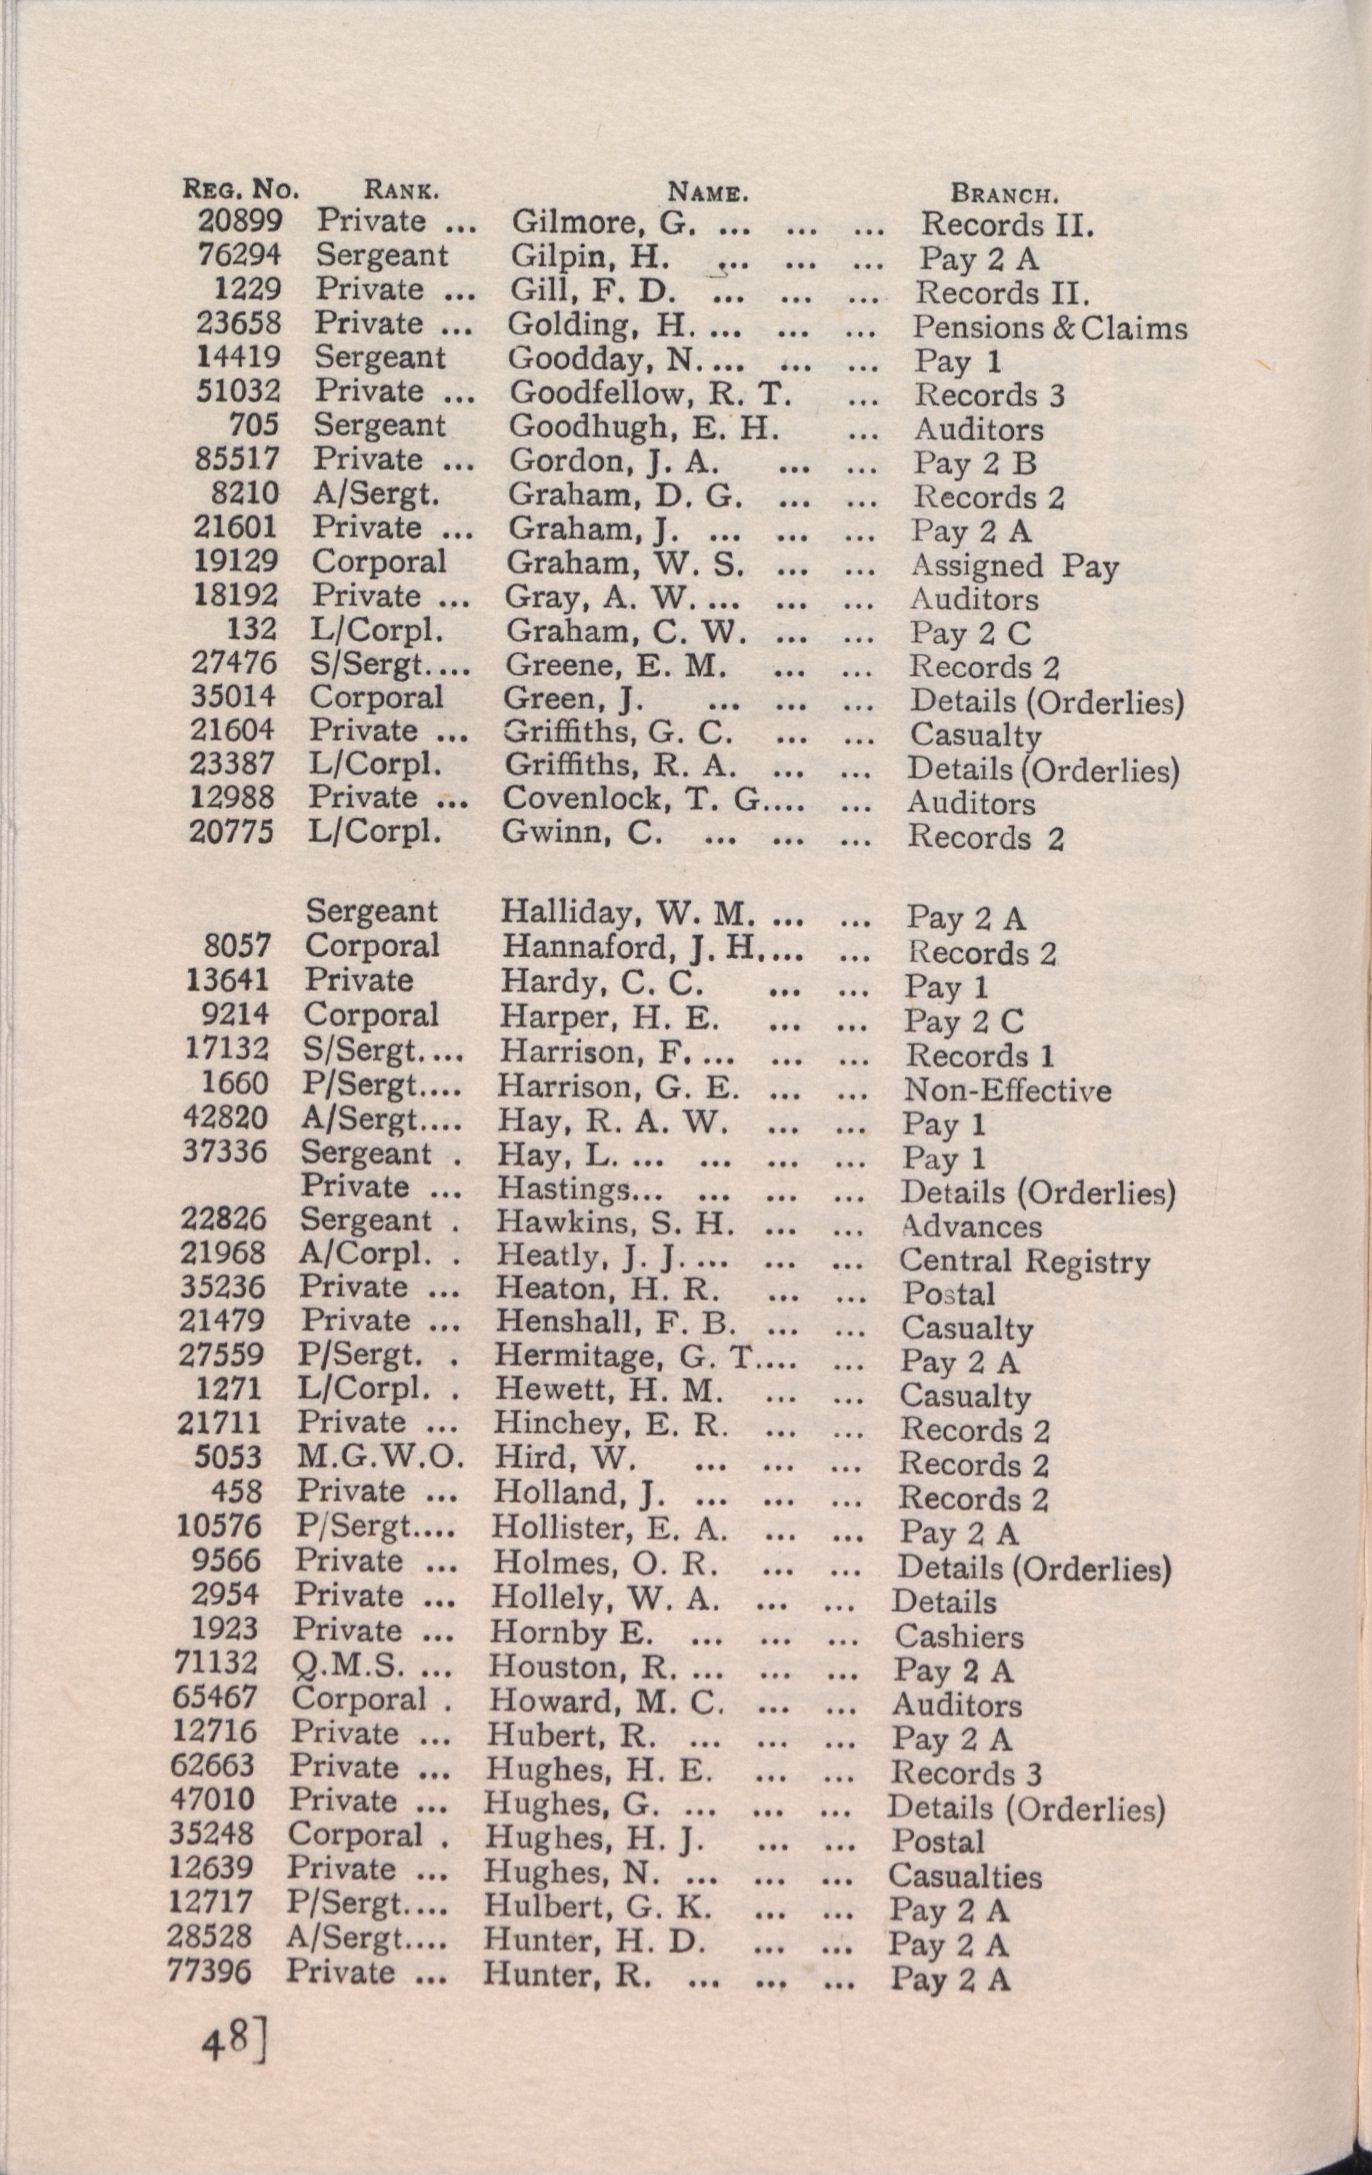 REG. NO. RANK. NAME. BRANCH.
20899 Private ... Gilmore, G. ... ... ... Records II.
76294 Sergeant Gilpin, H. ... ... ... Pay 2 A
1229 Private ... Gill, F. D. ... ... ... Records II.
23658 Private ... Golding, H. ... ... ... Pensions & Claims
14419 Sergeant Goodday, N. ... ... ... Pay 1
51032 Private ... Goodfellow, R. T. ... Records 3
705 Sergeant Goodhugh, E. H. ... Auditors
85517 Private ... Gordon, J. A. ... ... Pay 2 B
8210 A/Sergt. Graham, D. G. ... ... Records 2
21601 Private ... Graham, J. ... ... ... Pay 2 A
19129 Corporal Graham, W. S. ... ... Assigned Pay
18192 Private ... Gray, A. W. ... ... ... Auditors
132 L/Corpl. Graham, C. W. ... ... Pay 2 C
27476 S/Sergt.... Greene, E. M. ... ... Records 2
35014 Corporal Green, J. ... ... ... Details (Orderlies)
21604 Private ... Griffiths, G. C. ... ... Casualty
23387 L/Corpl. Griffiths, R. A. ... ... Details (Orderlies)
12988 Private ... Covenlock, T. G.... ... Auditors
20775 L/Corpl. Gwinn, C. ... ... ... Records 2
Sergeant Halliday, W. M. ... ... Pay 2 A
8057 Corporal Hannaford, J. H.... ... Records 2
13641 Private Hardy, C. C. ... ... Pay 1
9214 Corporal Harper, H. E. ... ... Pay 2 C
17132 S/Sergt.... Harrison, F. ... ... ... Records 1
1660 P/Sergt.... Harrison, G. E. ... ... Non-Effective
42820 A/Sergt.... Hay, R. A. W. ... ... Pay 1
37336 Sergeant . Hay, L. ... ... ... ... Pay 1
Private ... Hastings... ... ... ... Details (Orderlies)
22826 Sergeant . Hawkins, S. H. ... ... Advances
21968 A/Corpl. . Heatly, J. J. ... ... ... Central Registry
35236 Private ... Heaton, H. R. ... ... Postal
21479 Private ... Henshall, F. B. ... ... Casualty
27559 P/Sergt. . Hermitage, G. T.... ... Pay 2 A
1271 L/Corpl. . Hewett, H. M. ... ... Casualty
21711 Private ... Hinchey, E. R. ... ... Records 2
5053 M.G.W.O. Hird, W. ... ... ... Records 2
458 Private ... Holland, J. ... ... ... Records 2
10576 P/Sergt.... Hollister, E. A. ... ... Pay 2 A
9566 Private ... Holmes, O. R. ... ... Details (Orderlies)
2954 Private ... Hollely, W. A. ... ... Details
1923 Private ... Hornby E. ... ... ... Cashiers
71132 Q.M.S. ... Houston, R. ... ... ... Pay 2 A
65467 Corporal . Howard, M. C. ... ... Auditors
12716 Private ... Hubert, R. ... ... ... Pay 2 A
62663 Private ... Hughes, H. E. ... ... Records 3
47010 Private ... Hughes, G. ... ... ... Details (Orderlies)
35248 Corporal . Hughes, H. J. ... ... Postal
12639 Private ... Hughes, N. ... ... ... Casualties
12717 P/Sergt.... Hulbert, G. K. ... ... Pay 2 A
28528 A/Sergt.... Hunter, H. D. ... ... Pay 2 A
77396 Private ... Hunter, R. ... ... ... Pay 2 A
48]